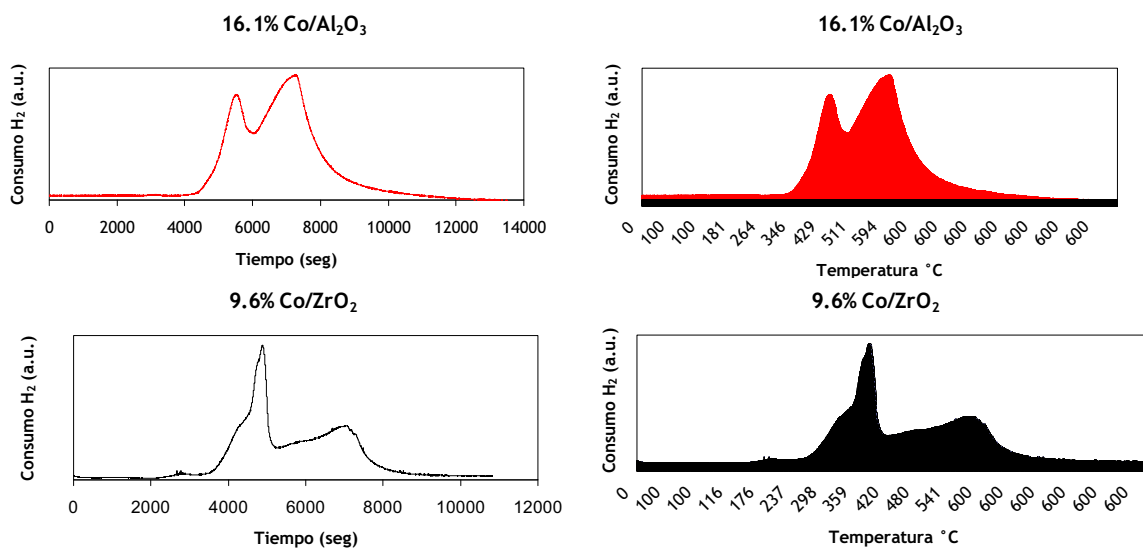 16.1% Co/Al₂O₃
Consumo H₂ (a.u.)
0 2000 4000 6000 8000 10000 12000 14000
Tiempo (seg)
16.1% Co/Al₂O₃
Consumo H₂ (a.u.)
0 100 100 181 264 346 429 511 594 600 600 600 600 600
Temperatura °C
9.6% Co/ZrO₂
Consumo H₂ (a.u.)
0 2000 4000 6000 8000 10000 12000
Tiempo (seg)
9.6% Co/ZrO₂
Consumo H₂ (a.u.)
0 100 100 116 176 237 298 359 420 480 541 600 600 600 600 600 600
Temperatura °C